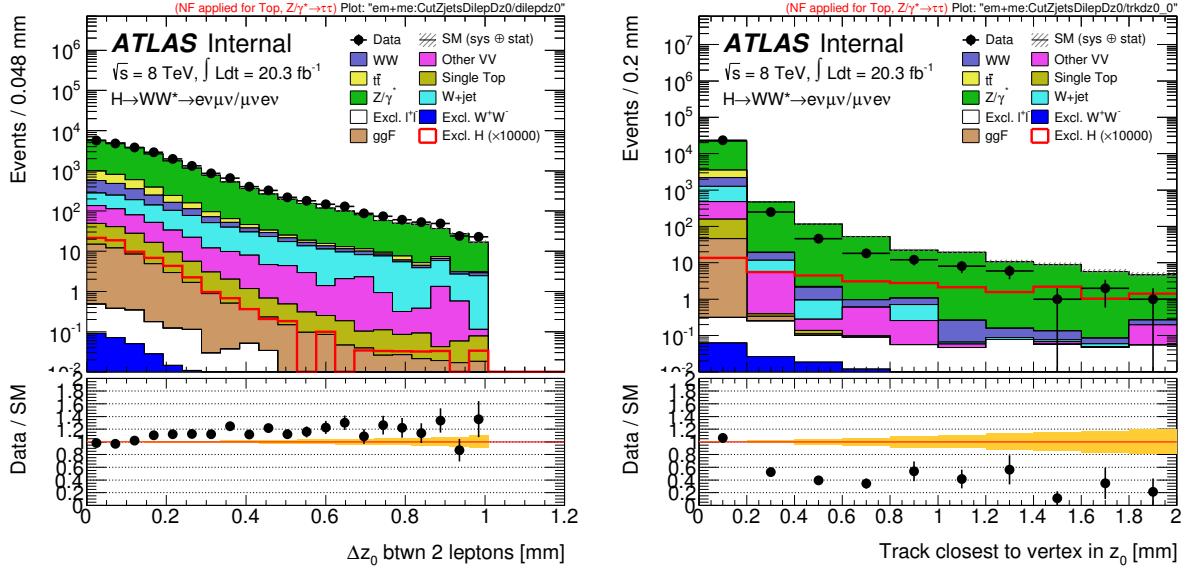 (NF applied for Top, Z/γ*→ττ) Plot: "em+me:CutZjetsDilepDz0/dilepdz0"
Events / 0.048 mm
10⁶
10⁵
10⁴
10³
10²
10
1
10⁻¹
10⁻²
ATLAS Internal
√s = 8 TeV, ∫ Ldt = 20.3 fb⁻¹
H→WW*→eνμν/μνeν
Data
SM (sys ⊕ stat)
WW
Other VV
tt̄
Single Top
Z/γ*
W+jet
Excl. l⁺l⁻
Excl. W⁺W⁻
ggF
Excl. H (×10000)
Data / SM
2
1.8
1.6
1.4
1.2
1
0.8
0.6
0.4
0.2
0
0 0.2 0.4 0.6 0.8 1 1.2
Δz₀ btwn 2 leptons [mm]
(NF applied for Top, Z/γ*→ττ) Plot: "em+me:CutZjetsDilepDz0/trkdz0_0"
Events / 0.2 mm
10⁷
10⁶
10⁵
10⁴
10³
10²
10
1
10⁻¹
10⁻²
ATLAS Internal
√s = 8 TeV, ∫ Ldt = 20.3 fb⁻¹
H→WW*→eνμν/μνeν
Data
SM (sys ⊕ stat)
WW
Other VV
tt̄
Single Top
Z/γ*
W+jet
Excl. l⁺l⁻
Excl. W⁺W⁻
ggF
Excl. H (×10000)
Data / SM
2
1.8
1.6
1.4
1.2
1
0.8
0.6
0.4
0.2
0
0 0.2 0.4 0.6 0.8 1 1.2 1.4 1.6 1.8 2
Track closest to vertex in z₀ [mm]